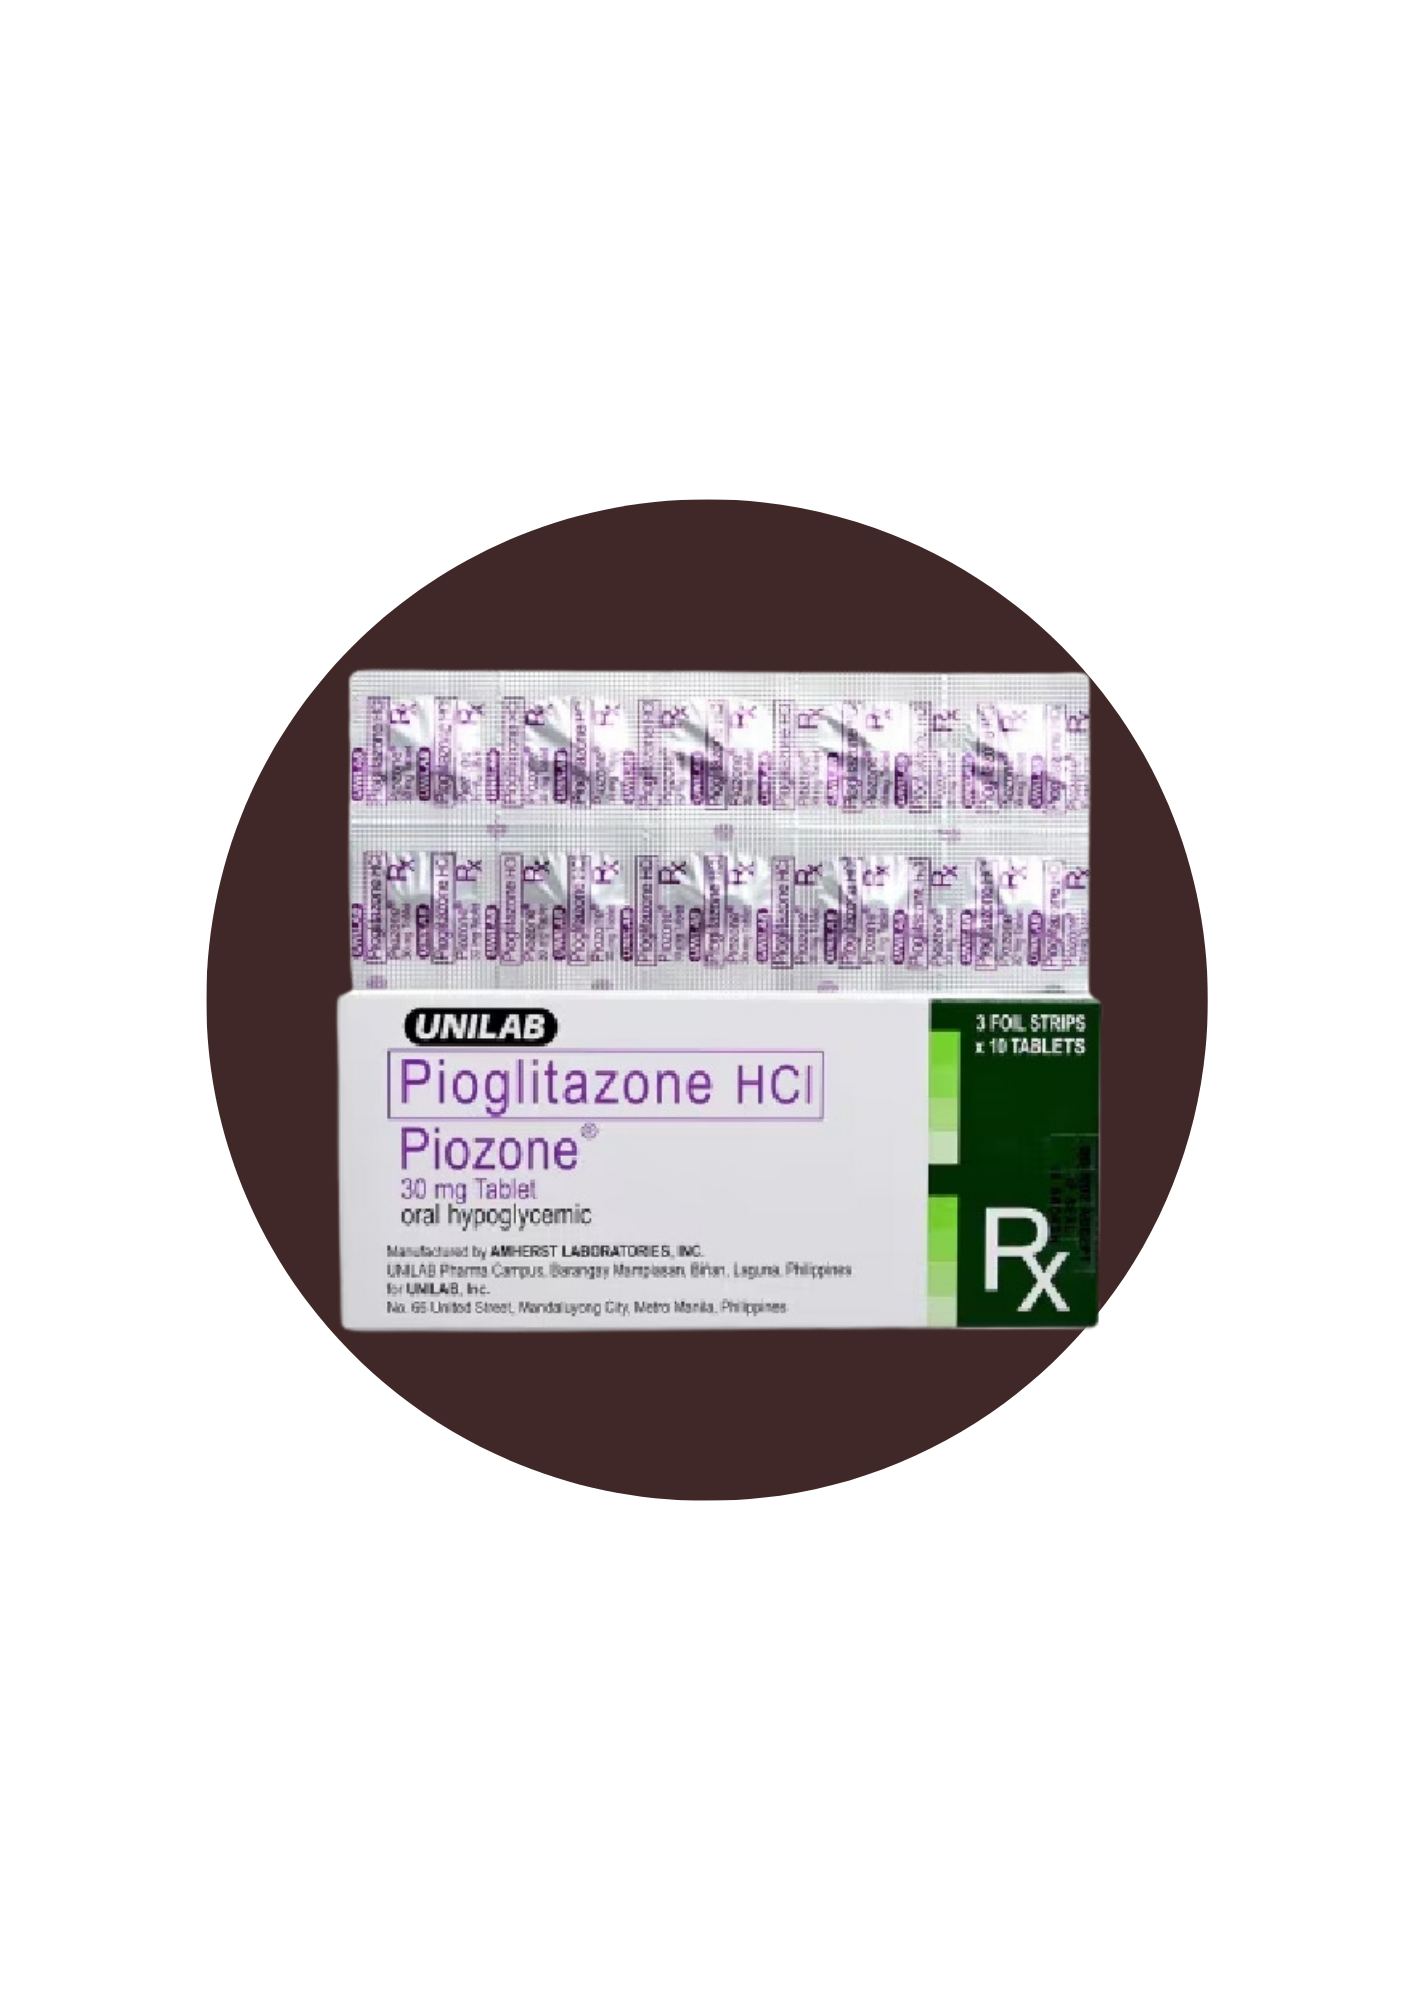 UNILAB
Pioglitazone HCl
Piozone®
30 mg Tablet
oral hypoglycemic
Manufactured by AMHERST LABORATORIES, INC.
UNILAB Pharma Campus, Barangay Mamplasan, Biñan, Laguna, Philippines
for UNILAB, Inc.
No. 66 United Street, Mandaluyong City, Metro Manila, Philippines
3 FOIL STRIPS
x 10 TABLETS
Rx